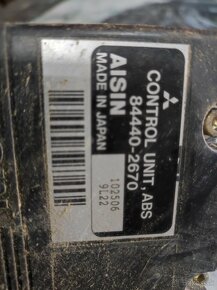 CONTROL UNIT, ABS
84440-2670
AISIN
MADE IN JAPAN
102506
9L22